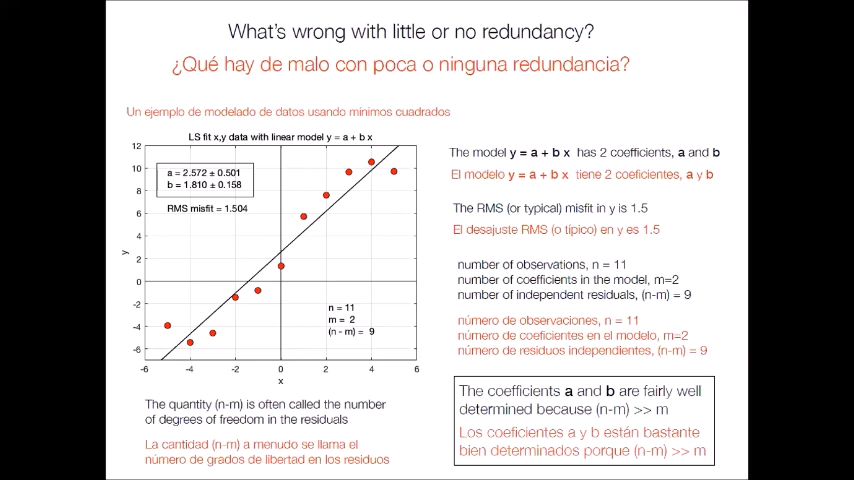 What's wrong with little or no redundancy?
¿Qué hay de malo con poca o ninguna redundancia?
Un ejemplo de modelado de datos usando mínimos cuadrados
LS fit x,y data with linear model y = a + b x
12
10
8
6
4
2
0
-2
-4
-6
y
a = 2.572 ± 0.501
b = 1.810 ± 0.158
RMS misfit = 1.504
n = 11
m = 2
(n - m) = 9
-6 -4 -2 0 2 4 6
x
The quantity (n-m) is often called the number
of degrees of freedom in the residuals
La cantidad (n-m) a menudo se llama el
número de grados de libertad en los residuos
The model y = a + b x has 2 coefficients, a and b
El modelo y = a + b x tiene 2 coeficientes, a y b
The RMS (or typical) misfit in y is 1.5
El desajuste RMS (o típico) en y es 1.5
number of observations, n = 11
number of coefficients in the model, m=2
number of independent residuals, (n-m) = 9
número de observaciones, n = 11
número de coeficientes en el modelo, m=2
número de residuos independientes, (n-m) = 9
The coefficients a and b are fairly well
determined because (n-m) >> m
Los coeficientes a y b están bastante
bien determinados porque (n-m) >> m